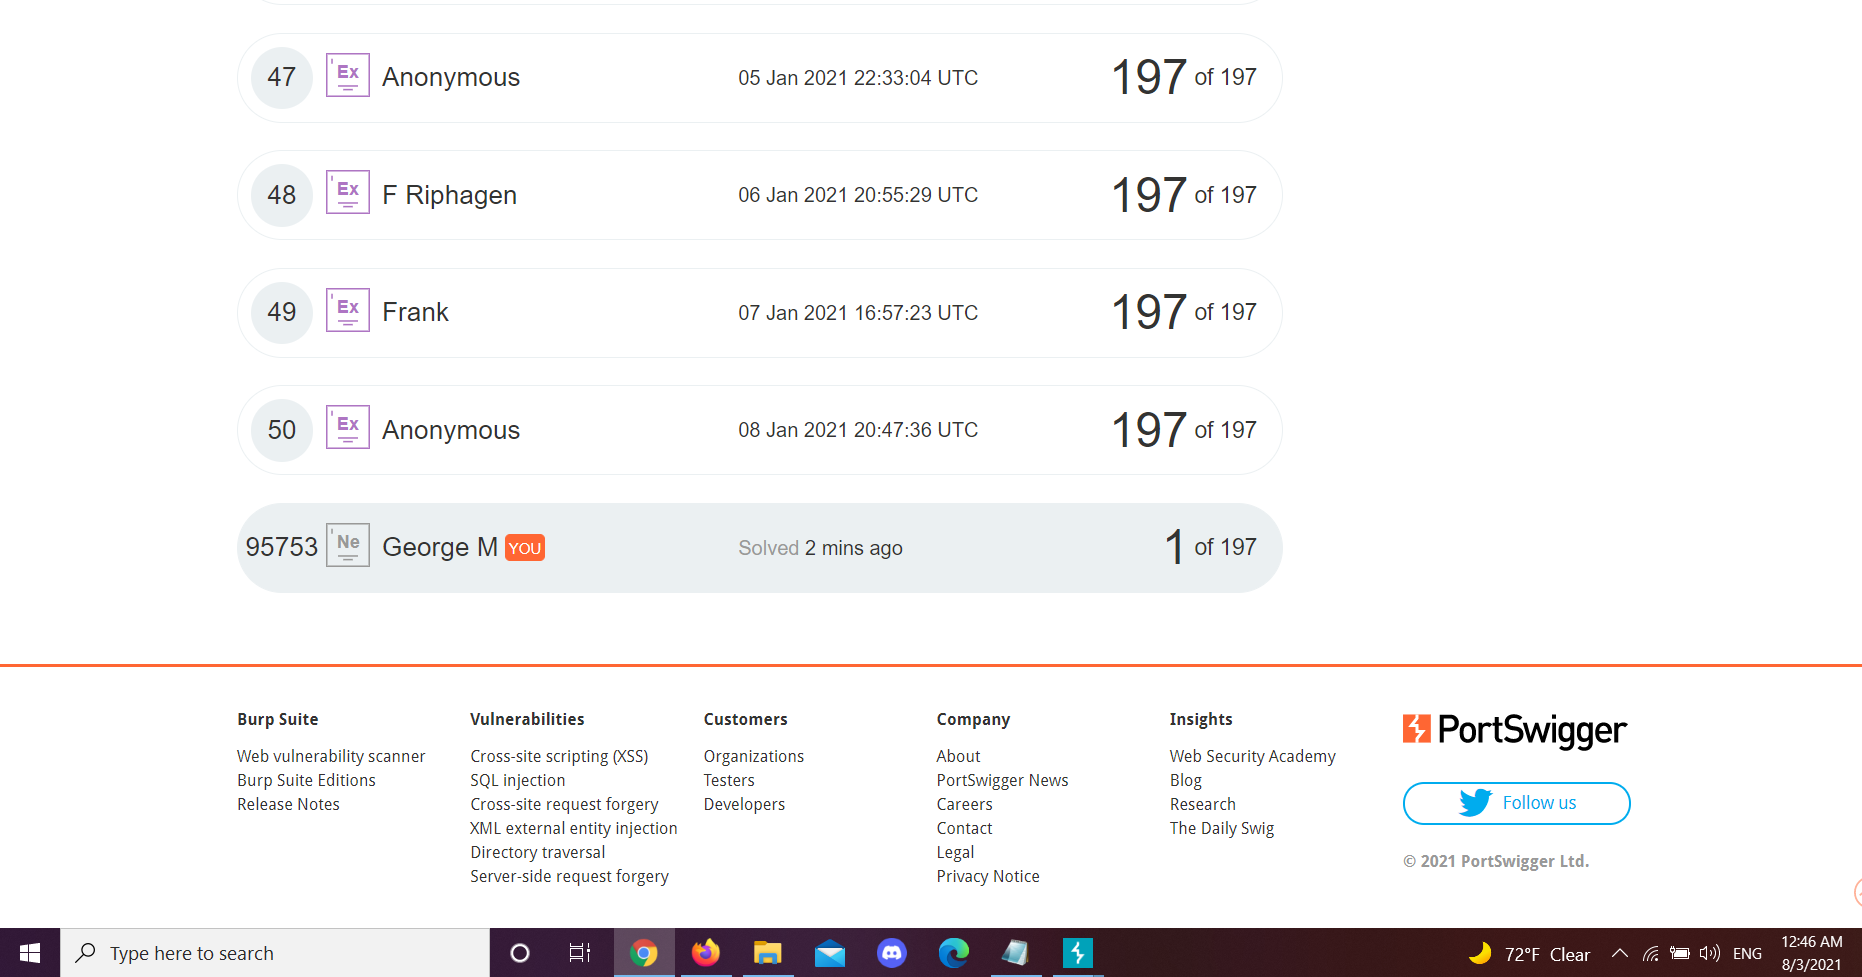 47 Ex Anonymous 05 Jan 2021 22:33:04 UTC 197 of 197
48 Ex F Riphagen 06 Jan 2021 20:55:29 UTC 197 of 197
49 Ex Frank 07 Jan 2021 16:57:23 UTC 197 of 197
50 Ex Anonymous 08 Jan 2021 20:47:36 UTC 197 of 197
95753 Ne George M YOU Solved 2 mins ago 1 of 197
Burp Suite
Web vulnerability scanner
Burp Suite Editions
Release Notes
Vulnerabilities
Cross-site scripting (XSS)
SQL injection
Cross-site request forgery
XML external entity injection
Directory traversal
Server-side request forgery
Customers
Organizations
Testers
Developers
Company
About
PortSwigger News
Careers
Contact
Legal
Privacy Notice
Insights
Web Security Academy
Blog
Research
The Daily Swig
PortSwigger
Follow us
© 2021 PortSwigger Ltd.
Type here to search
72°F Clear
ENG
12:46 AM
8/3/2021